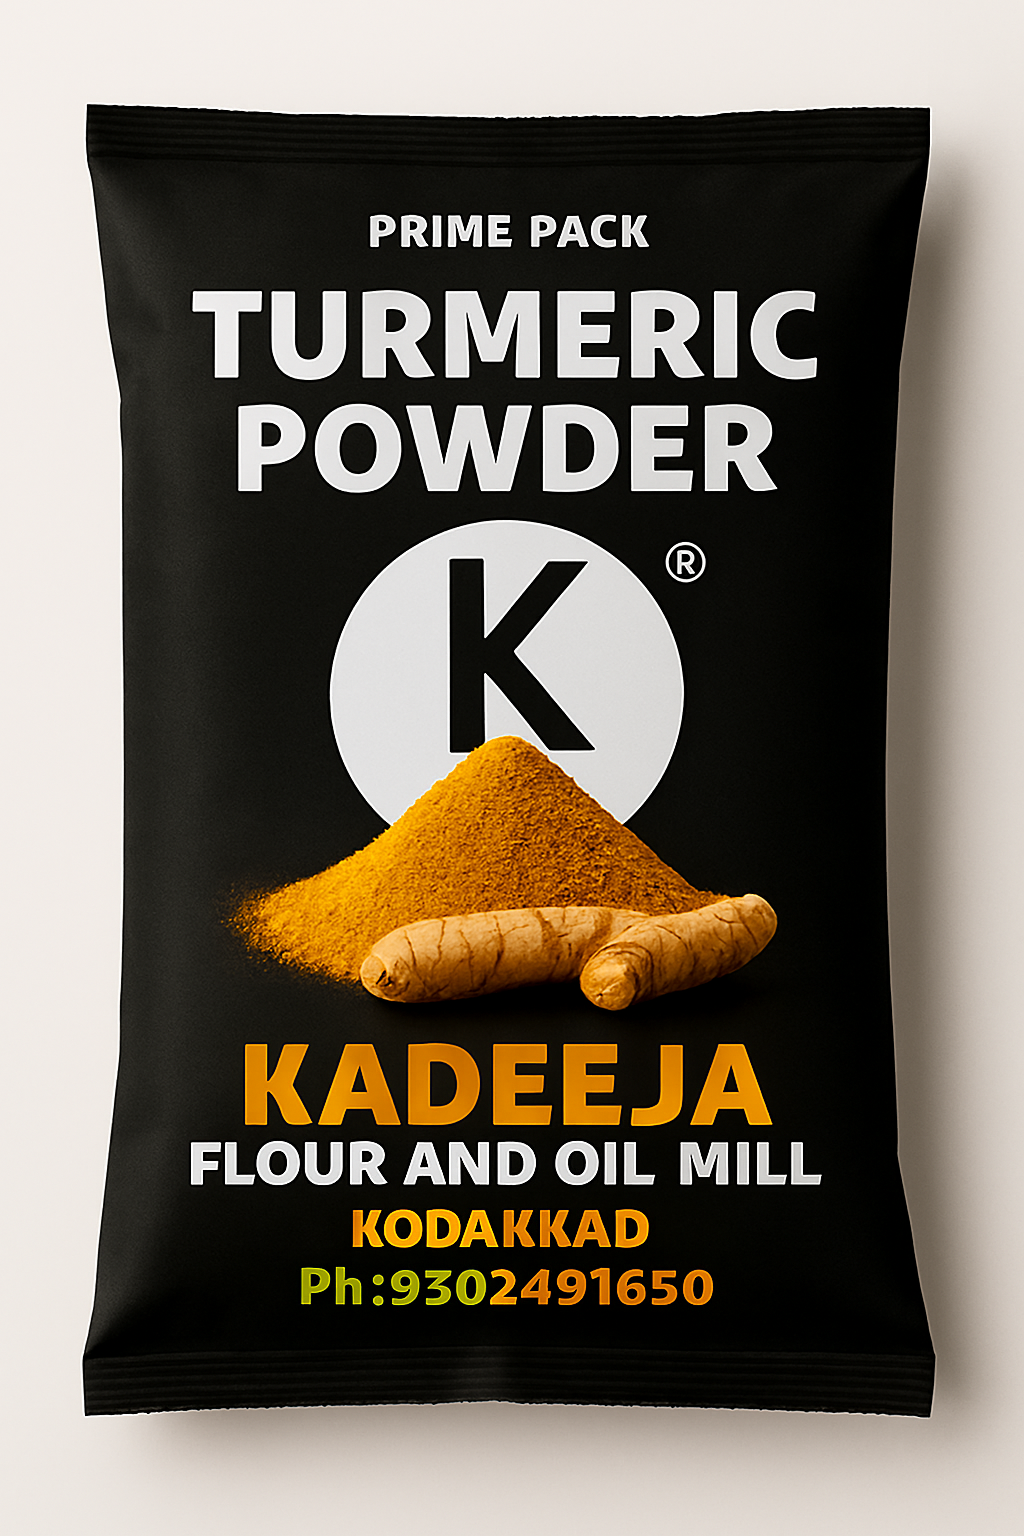 PRIME PACK
TURMERIC
POWDER
K ®
KADEEJA
FLOUR AND OIL MILL
KODAKKAD
Ph:9302491650